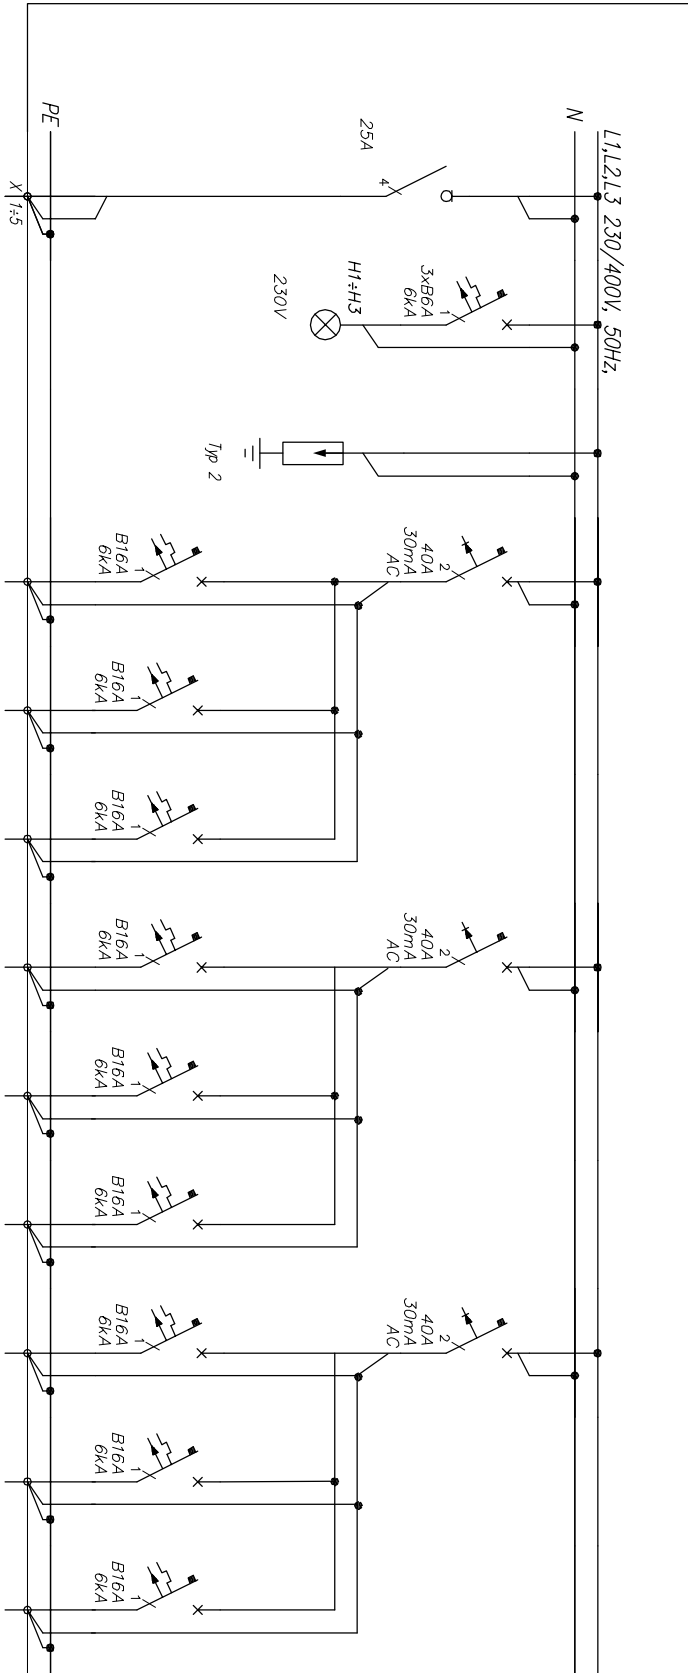 L1,L2,L3 230/400V, 50Hz,
N
PE
25A
4
X 1÷5
3xB6A
6kA
1
H1÷H3
230V
Typ 2
40A
30mA
AC
2
B16A
6kA
1
B16A
6kA
1
B16A
6kA
1
40A
30mA
AC
2
B16A
6kA
1
B16A
6kA
1
B16A
6kA
1
40A
30mA
AC
2
B16A
6kA
1
B16A
6kA
1
B16A
6kA
1